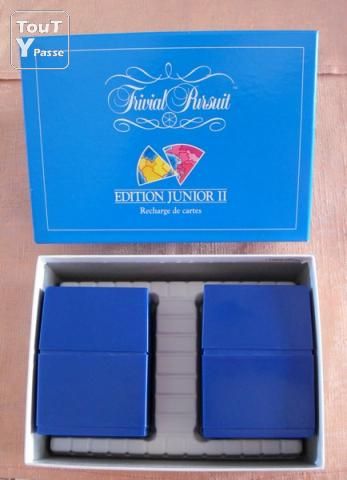 TouT
Y Passe
Trivial Pursuit
EDITION JUNIOR II
Recharge de cartes